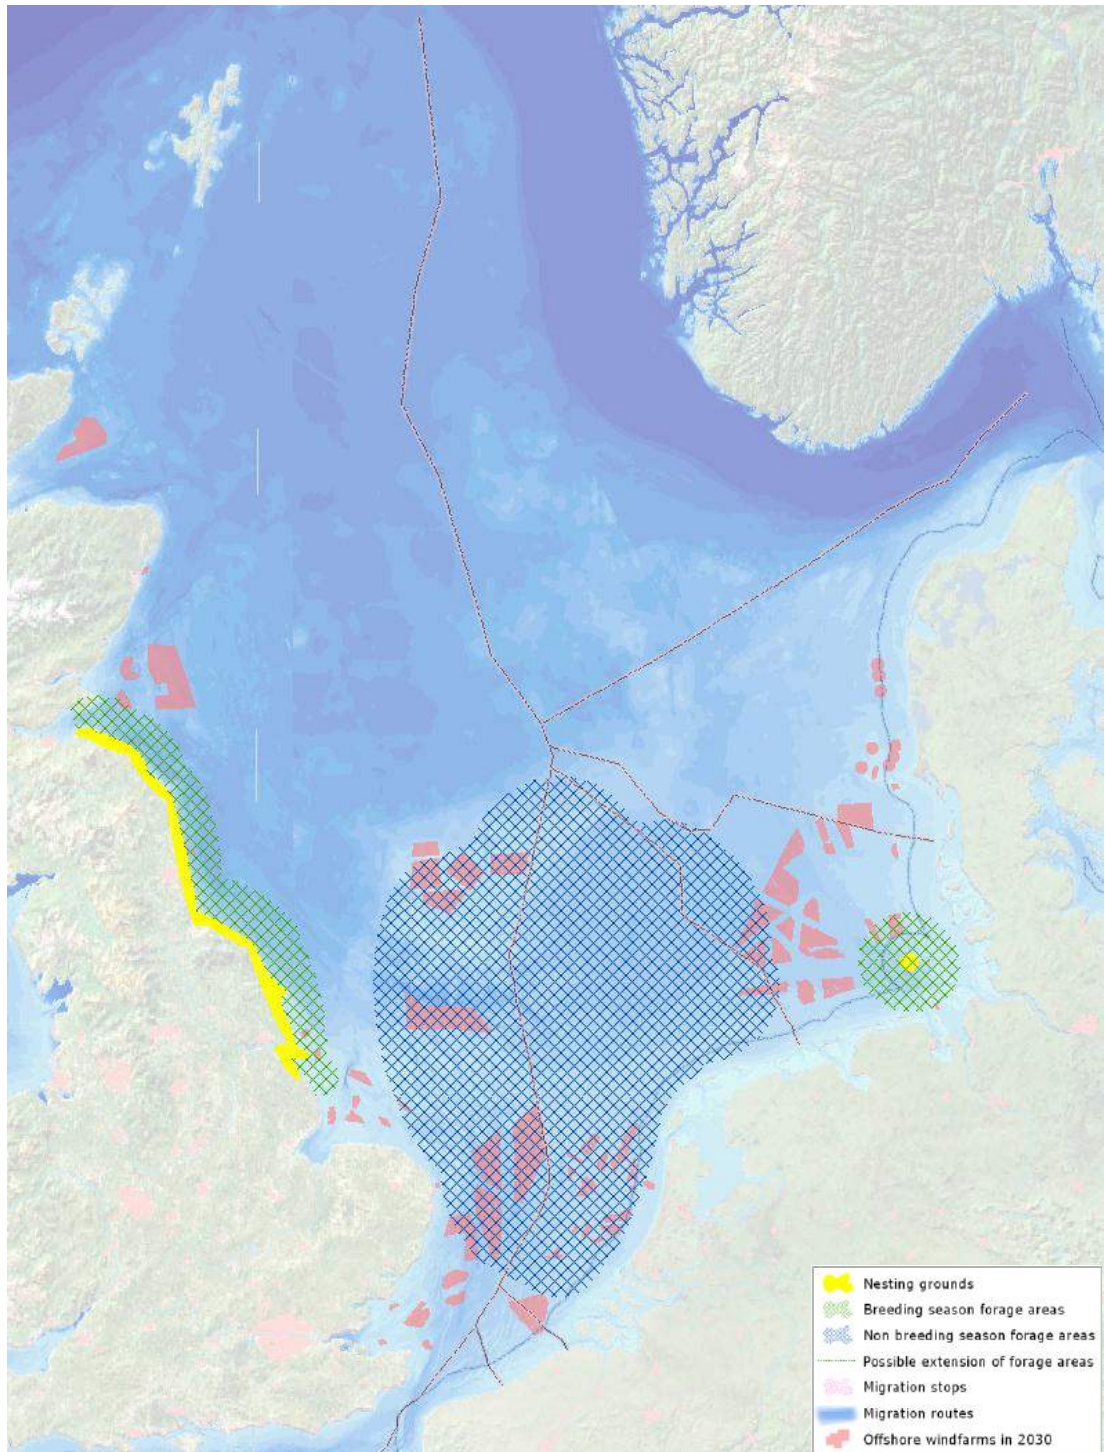 Nesting grounds
Breeding season forage areas
Non breeding season forage areas
Possible extension of forage areas
Migration stops
Migration routes
Offshore windfarms in 2030